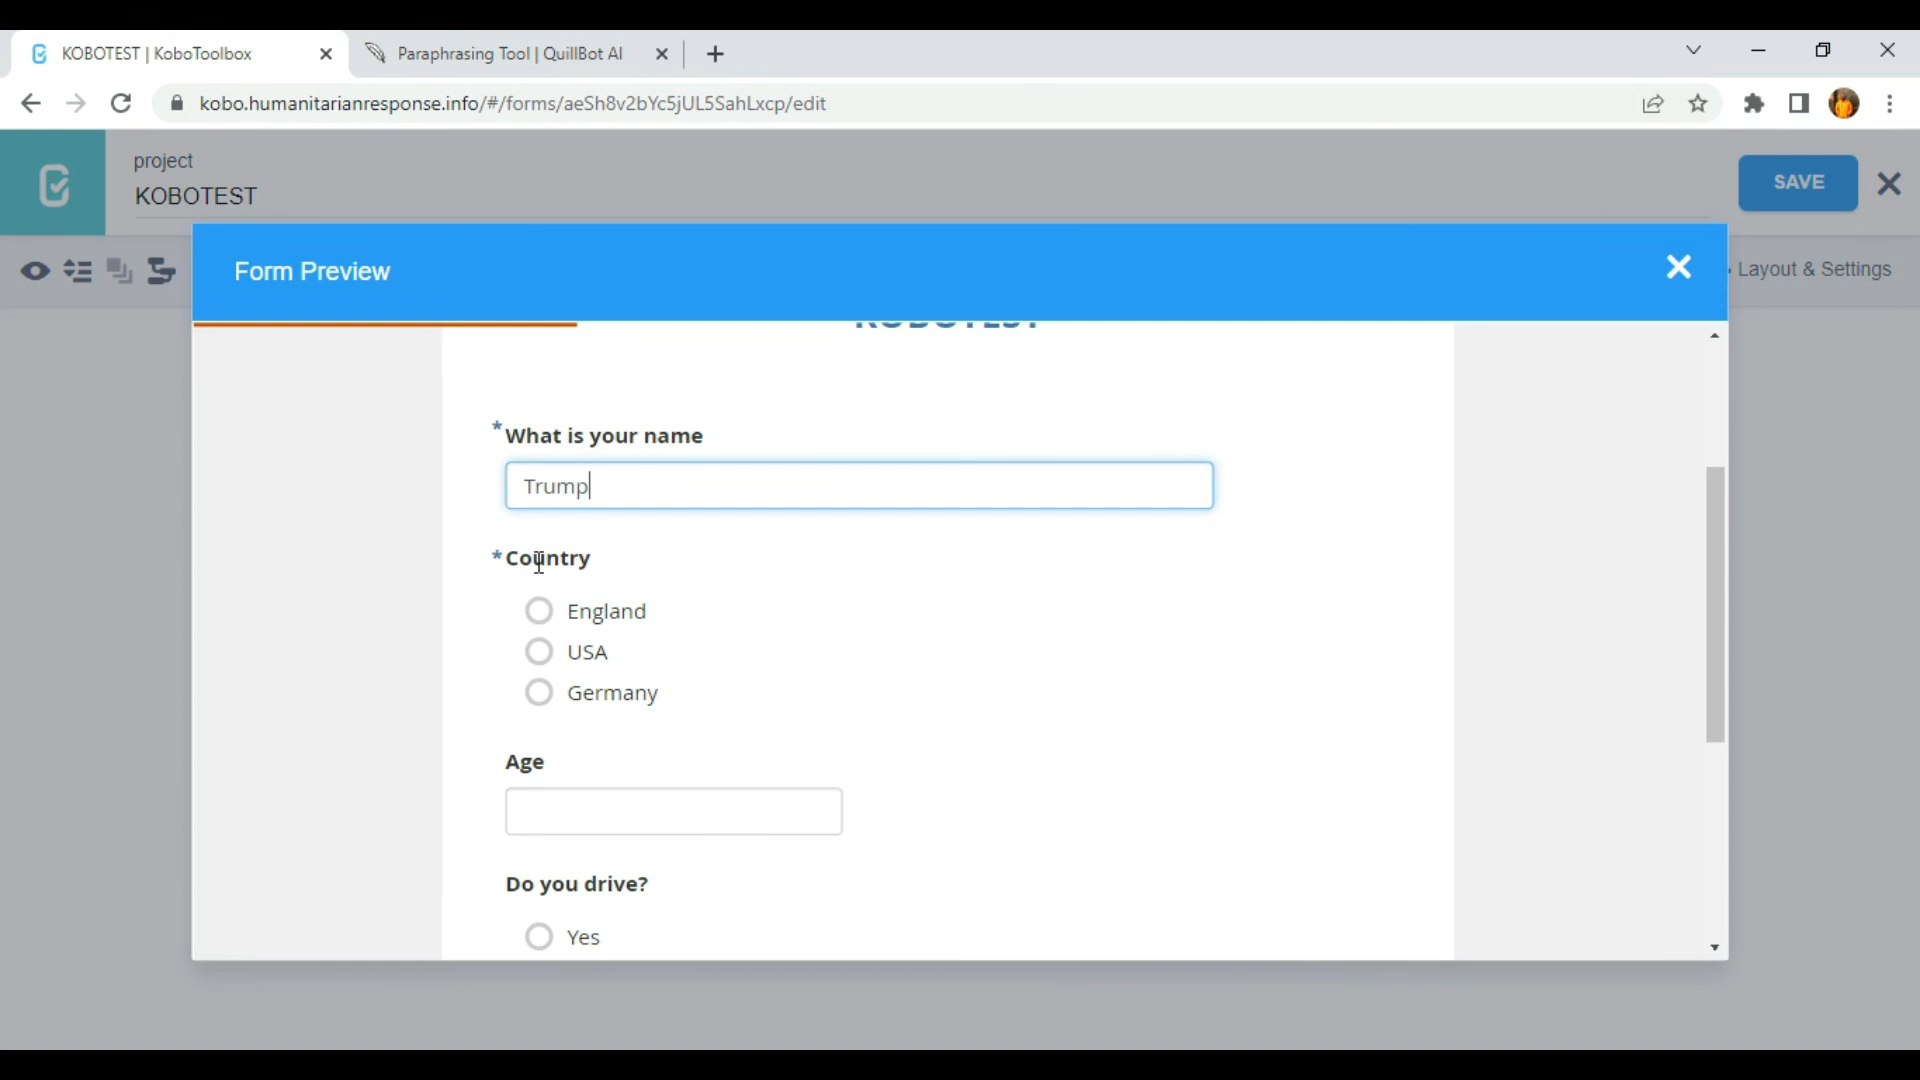 KOBOTEST | KoboToolbox
Paraphrasing Tool | QuillBot AI
kobo.humanitarianresponse.info/#/forms/aeSh8v2bYc5jUL5SahLxcp/edit
project
KOBOTEST
SAVE
Form Preview
Layout & Settings
KOBOTEST
* What is your name
Trump
* Country
England
USA
Germany
Age
Do you drive?
Yes